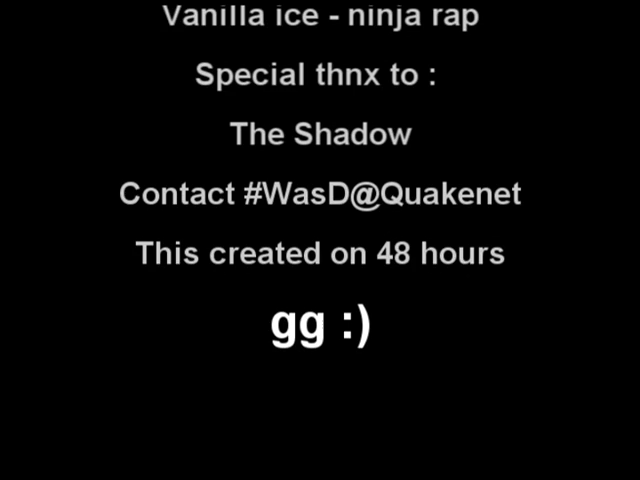 Vanilla ice - ninja rap
Special thnx to :
The Shadow
Contact #WasD@Quakenet
This created on 48 hours
gg :)